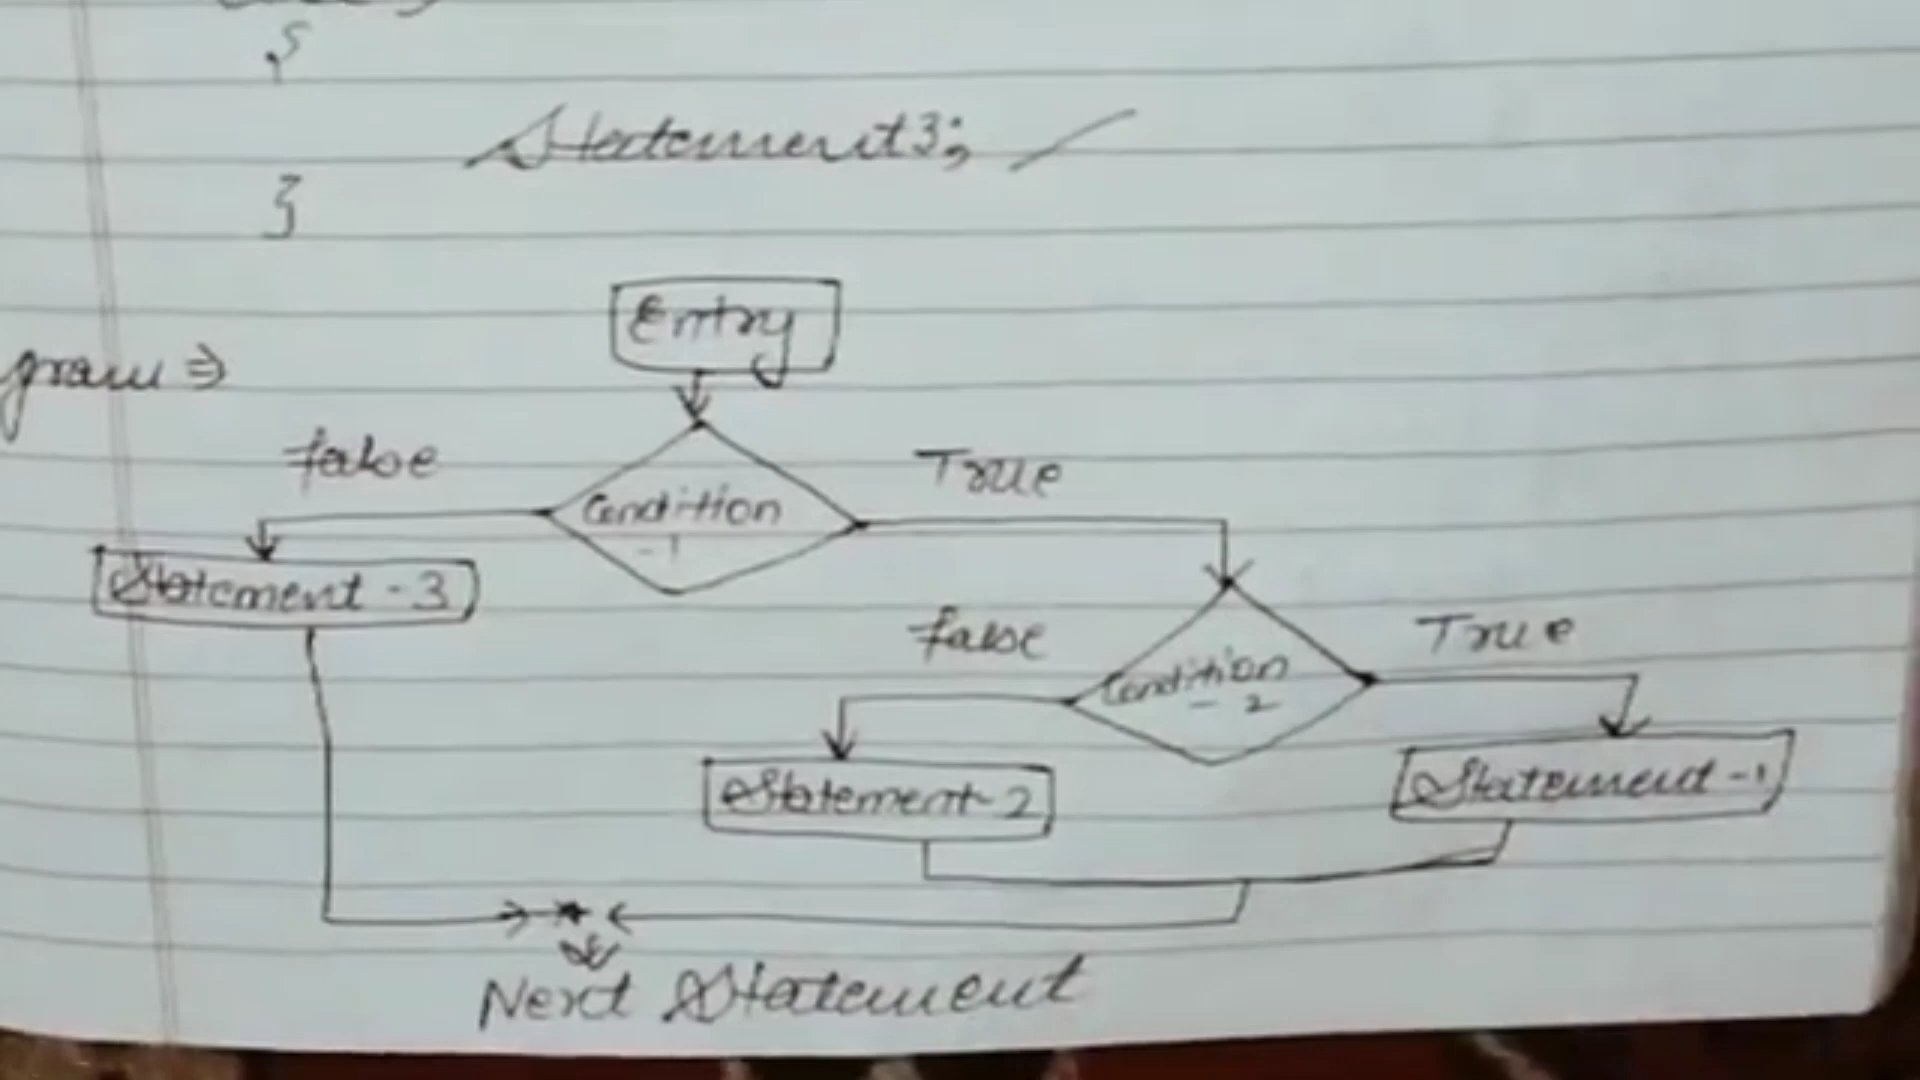 {
Statement3;
}
Entry
gram ⇒
false
True
Condition
-1
Statement-3
false
True
Condition
- 2
Statement-2
Statement-1
Next Statement